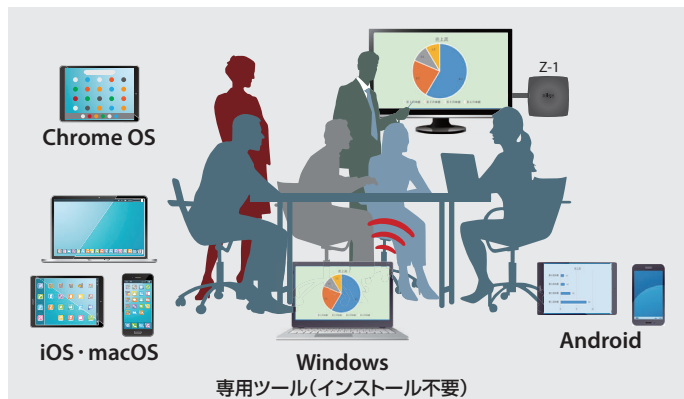 Z-1
Chrome OS
iOS・macOS
Windows
専用ツール（インストール不要）
Android